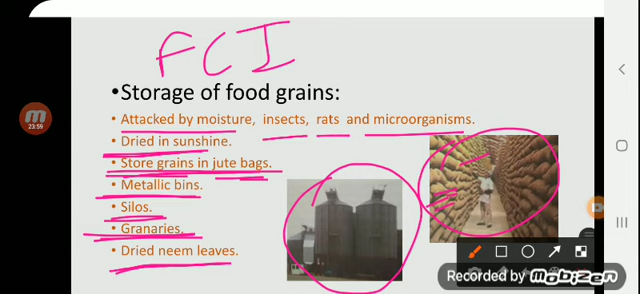 FCI
•Storage of food grains:
• Attacked by moisture, insects, rats and microorganisms.
23:59
• Dried in sunshine.
• Store grains in jute bags.
• Metallic bins.
• Silos.
• Granaries.
• Dried neem leaves.
Recorded by mobizen